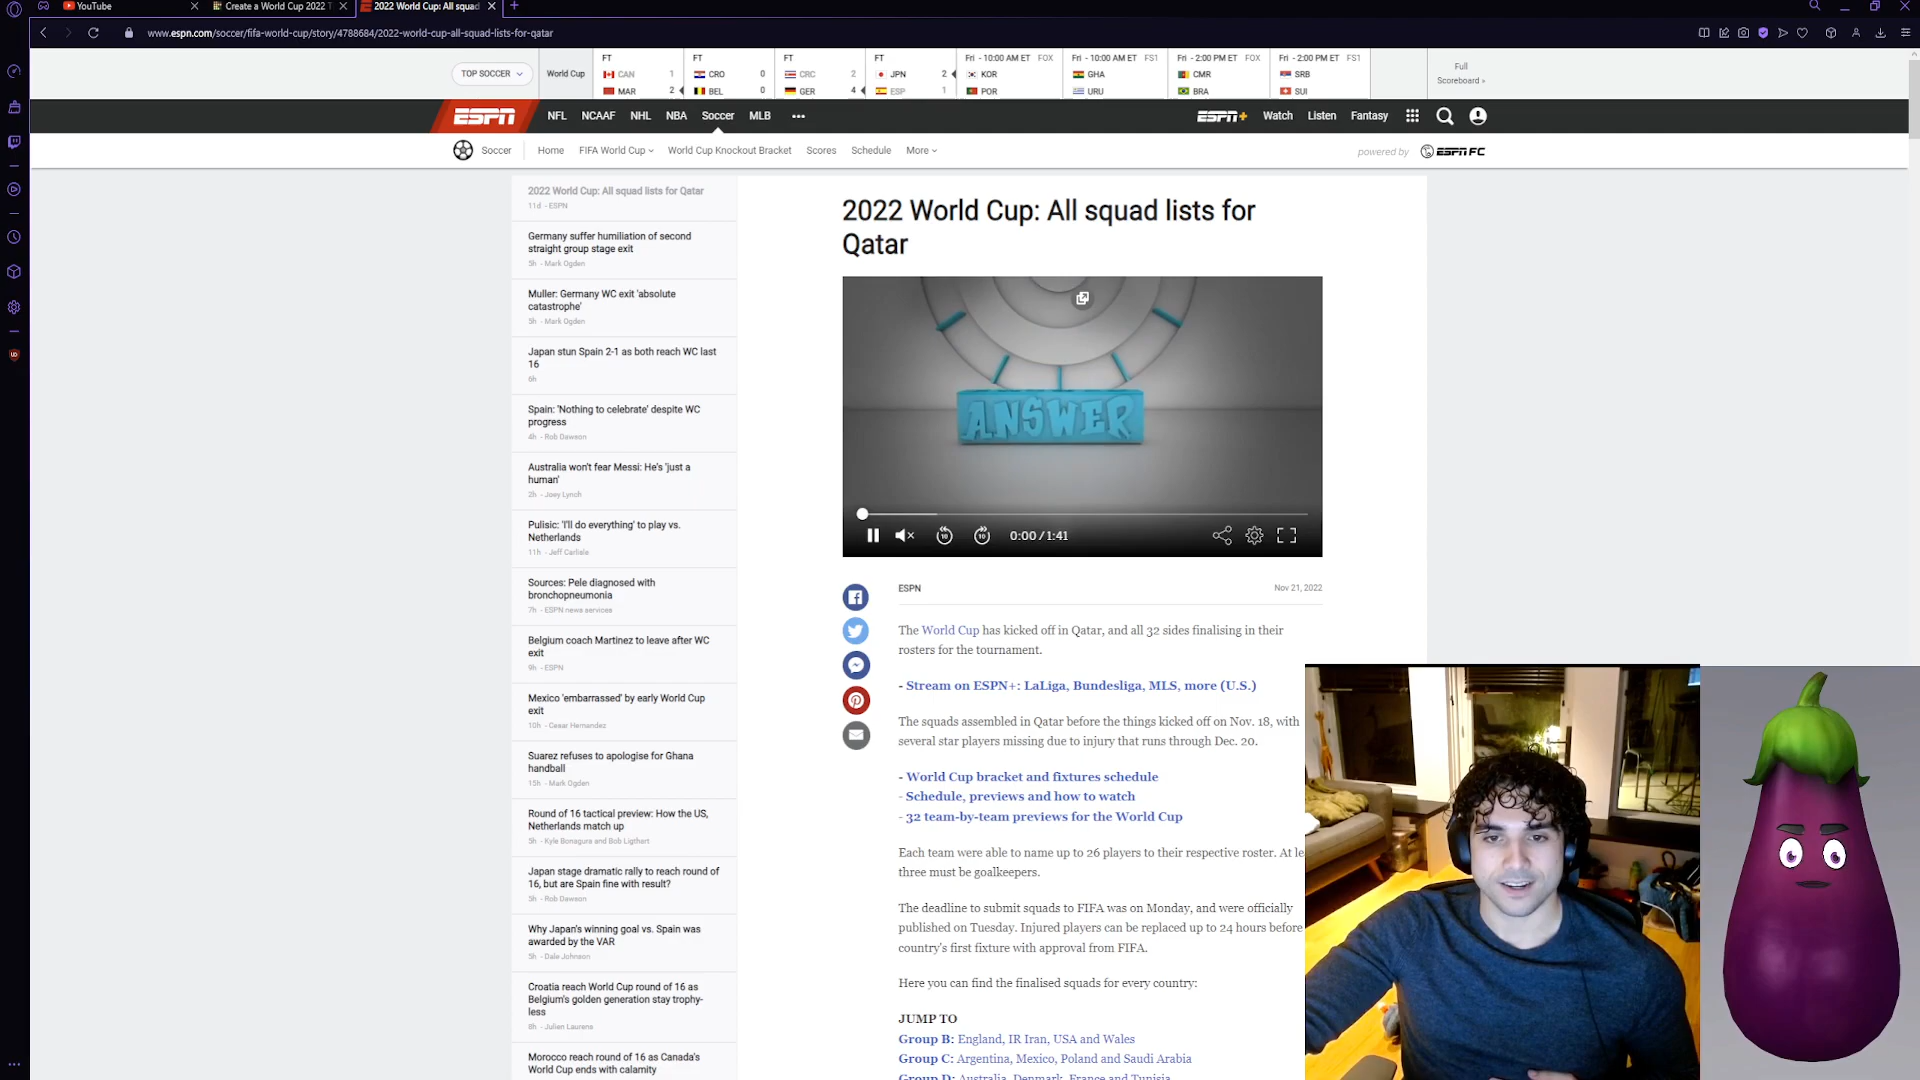 YouTube
Create a World Cup 2022 T
2022 World Cup: All squad
www.espn.com/soccer/fifa-world-cup/story/4788684/2022-world-cup-all-squad-lists-for-qatar
TOP SOCCER
World Cup
FT
CAN 1
MAR 2
FT
CRO 0
BEL 0
FT
CRC 2
GER 4
FT
JPN 2
ESP 1
Fri - 10:00 AM ET FOX
KOR
POR
Fri - 10:00 AM ET FS1
GHA
URU
Fri - 2:00 PM ET FOX
CMR
BRA
Fri - 2:00 PM ET FS1
SRB
SUI
Full
Scoreboard »
ESPN NFL NCAAF NHL NBA Soccer MLB ••• ESPN+ Watch Listen Fantasy
Soccer Home FIFA World Cup World Cup Knockout Bracket Scores Schedule More powered by ESPN FC
2022 World Cup: All squad lists for Qatar
11d - ESPN
Germany suffer humiliation of second
straight group stage exit
5h - Mark Ogden
Muller: Germany WC exit 'absolute
catastrophe'
5h - Mark Ogden
Japan stun Spain 2-1 as both reach WC last
16
6h
Spain: 'Nothing to celebrate' despite WC
progress
4h - Rob Dawson
Australia won't fear Messi: He's 'just a
human'
2h - Joey Lynch
Pulisic: 'I'll do everything' to play vs.
Netherlands
11h - Jeff Carlisle
Sources: Pele diagnosed with
bronchopneumonia
7h - ESPN news services
Belgium coach Martinez to leave after WC
exit
9h - ESPN
Mexico 'embarrassed' by early World Cup
exit
10h - Cesar Hernandez
Suarez refuses to apologise for Ghana
handball
15h - Mark Ogden
Round of 16 tactical preview: How the US,
Netherlands match up
5h - Kyle Bonagura and Bob Ligthert
Japan stage dramatic rally to reach round of
16, but are Spain fine with result?
5h - Rob Dawson
Why Japan's winning goal vs. Spain was
awarded by the VAR
5h - Dale Johnson
Croatia reach World Cup round of 16 as
Belgium's golden generation stay trophy-
less
8h - Julien Laurens
Morocco reach round of 16 as Canada's
World Cup ends with calamity
2022 World Cup: All squad lists for
Qatar
ANSWER
10 10 0:00 / 1:41
ESPN Nov 21, 2022
The World Cup has kicked off in Qatar, and all 32 sides finalising in their
rosters for the tournament.
- Stream on ESPN+: LaLiga, Bundesliga, MLS, more (U.S.)
The squads assembled in Qatar before the things kicked off on Nov. 18, with
several star players missing due to injury that runs through Dec. 20.
- World Cup bracket and fixtures schedule
- Schedule, previews and how to watch
- 32 team-by-team previews for the World Cup
Each team were able to name up to 26 players to their respective roster. At le
three must be goalkeepers.
The deadline to submit squads to FIFA was on Monday, and were officially
published on Tuesday. Injured players can be replaced up to 24 hours before
country's first fixture with approval from FIFA.
Here you can find the finalised squads for every country:
JUMP TO
Group B: England, IR Iran, USA and Wales
Group C: Argentina, Mexico, Poland and Saudi Arabia
Group D: Australia, Denmark, France and Tunisia